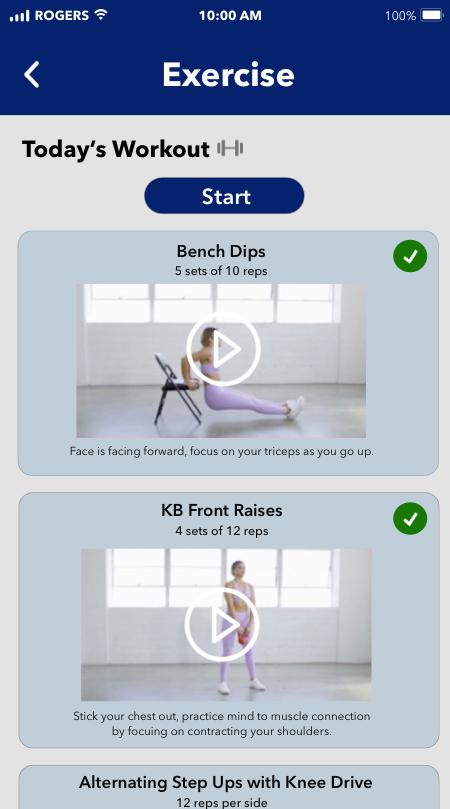 ROGERS 10:00 AM 100%
Exercise
Today's Workout
Start
Bench Dips
5 sets of 10 reps
Face is facing forward, focus on your triceps as you go up.
KB Front Raises
4 sets of 12 reps
Stick your chest out, practice mind to muscle connection
by focusing on contracting your shoulders.
Alternating Step Ups with Knee Drive
12 reps per side